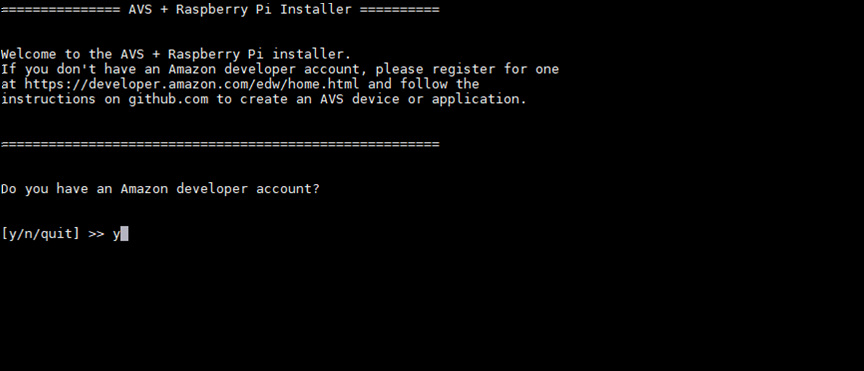 =============== AVS + Raspberry Pi Installer ==========
Welcome to the AVS + Raspberry Pi installer.
If you don't have an Amazon developer account, please register for one
at https://developer.amazon.com/edw/home.html and follow the
instructions on github.com to create an AVS device or application.
=======================================================
Do you have an Amazon developer account?
[y/n/quit] >> y